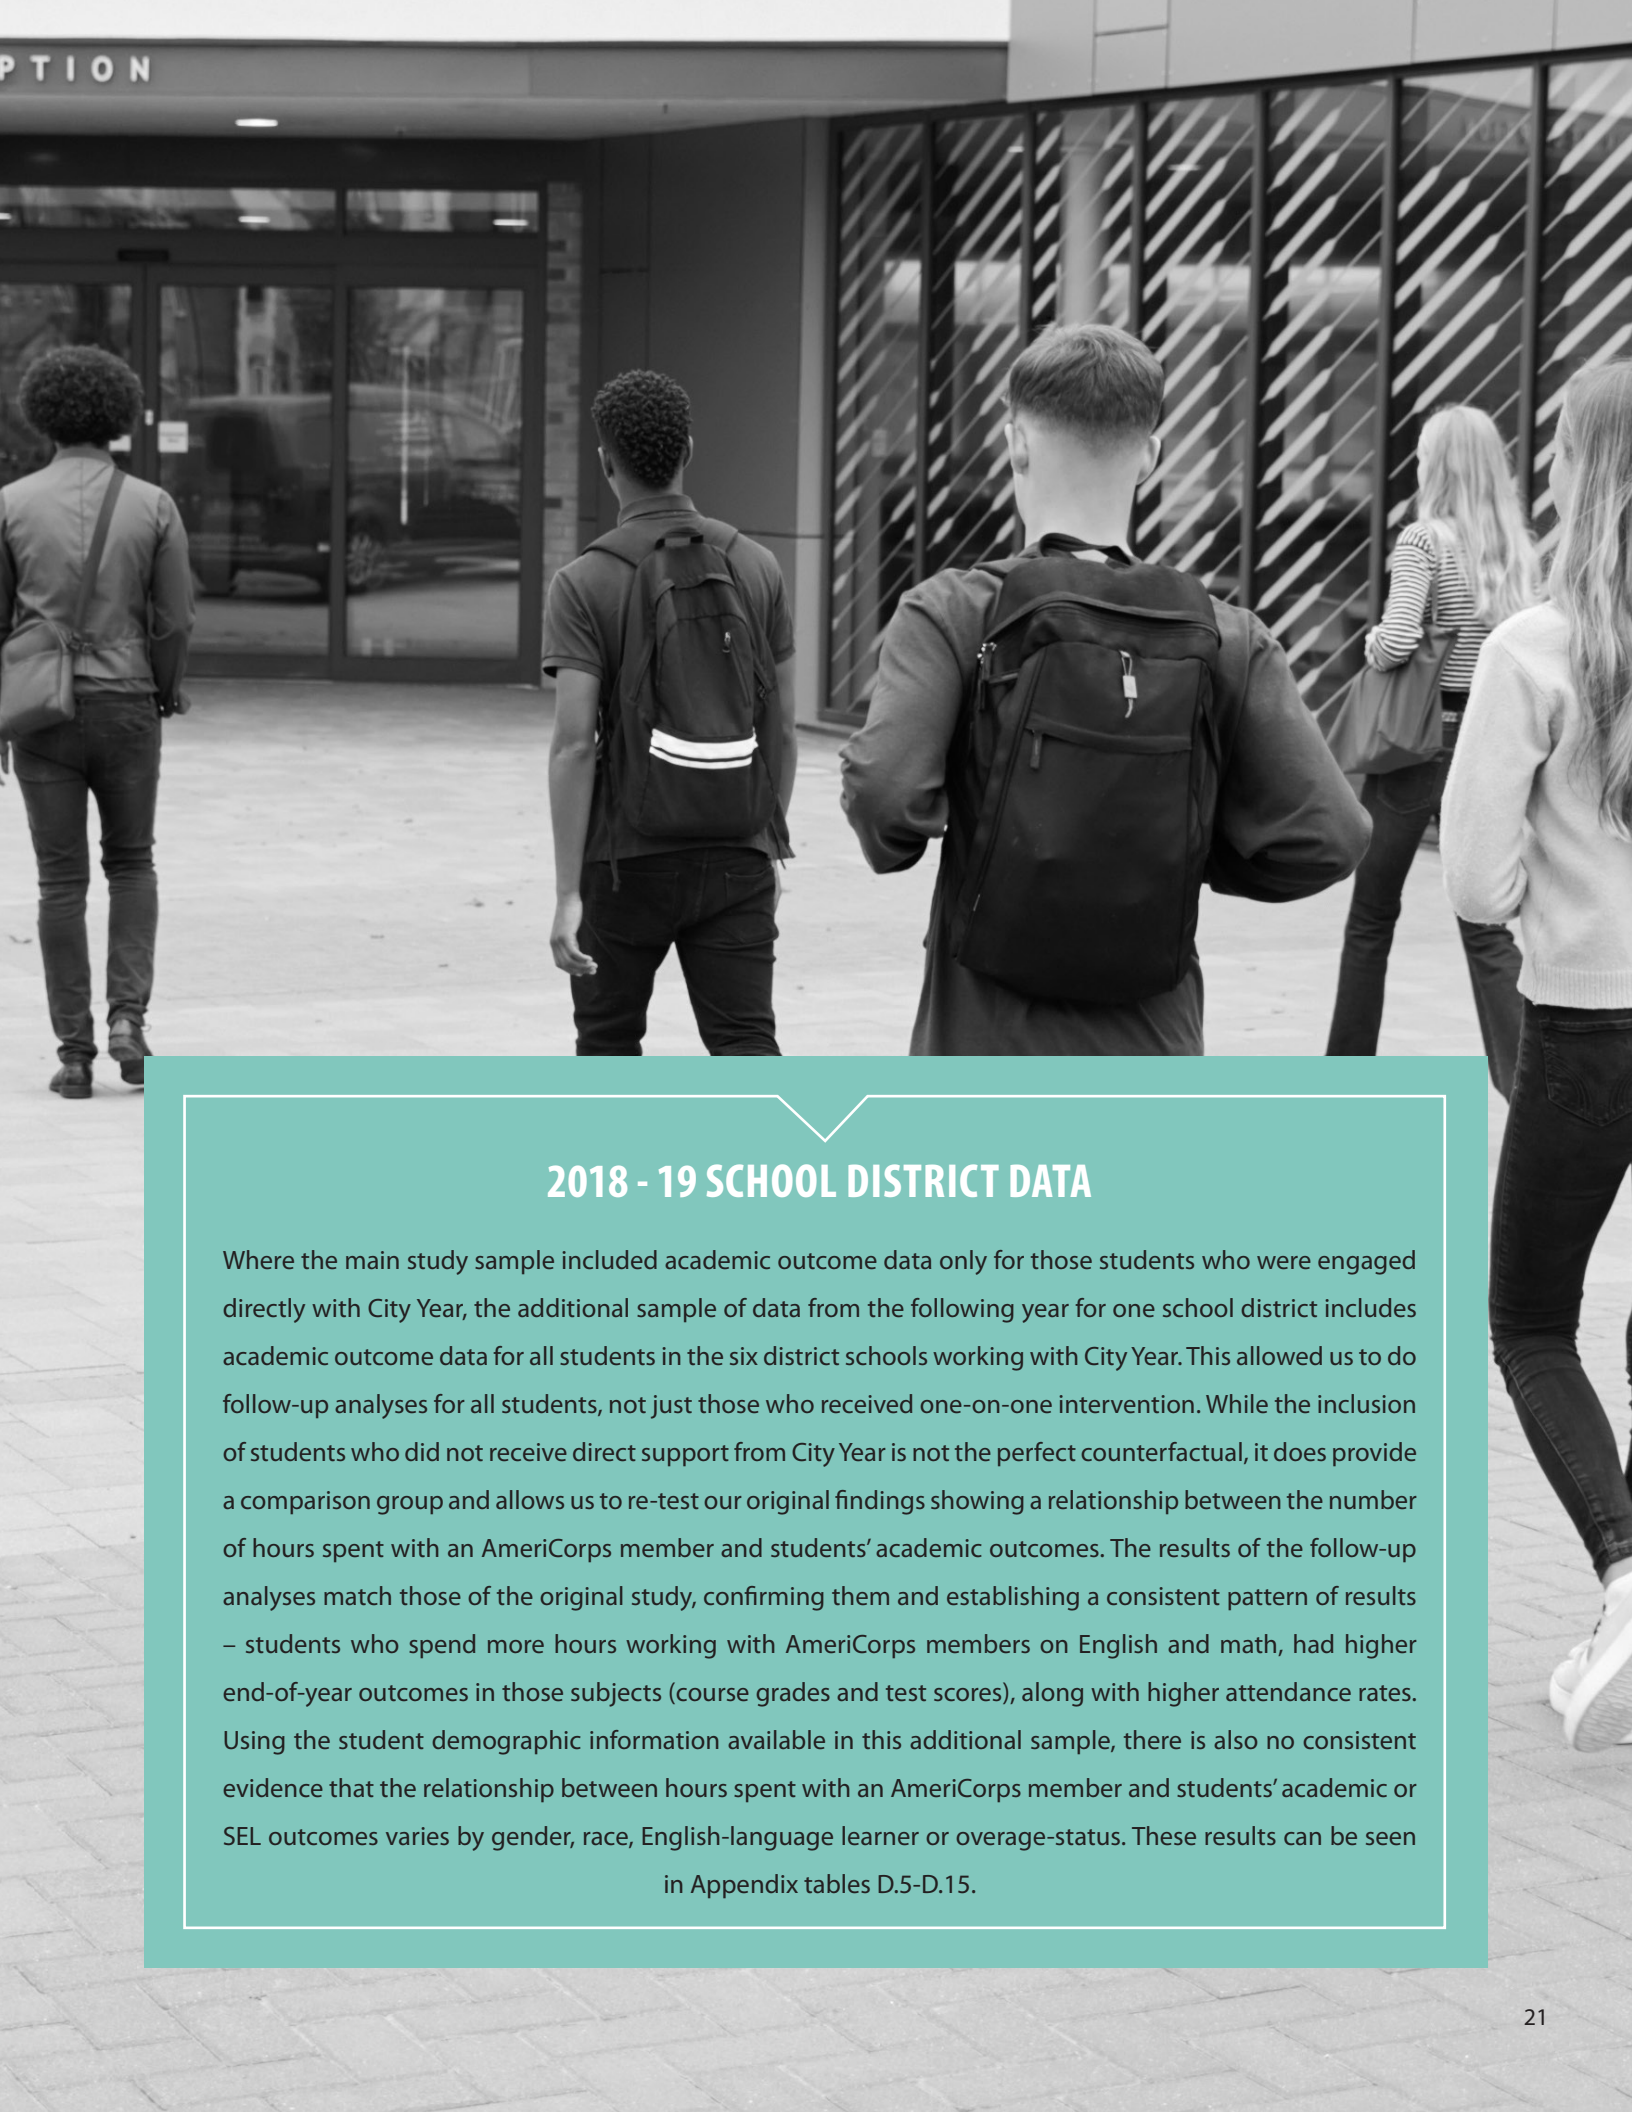 PTION
2018 - 19 SCHOOL DISTRICT DATA
Where the main study sample included academic outcome data only for those students who were engaged
directly with City Year, the additional sample of data from the following year for one school district includes
academic outcome data for all students in the six district schools working with City Year. This allowed us to do
follow-up analyses for all students, not just those who received one-on-one intervention. While the inclusion
of students who did not receive direct support from City Year is not the perfect counterfactual, it does provide
a comparison group and allows us to re-test our original findings showing a relationship between the number
of hours spent with an AmeriCorps member and students’ academic outcomes. The results of the follow-up
analyses match those of the original study, confirming them and establishing a consistent pattern of results
– students who spend more hours working with AmeriCorps members on English and math, had higher
end-of-year outcomes in those subjects (course grades and test scores), along with higher attendance rates.
Using the student demographic information available in this additional sample, there is also no consistent
evidence that the relationship between hours spent with an AmeriCorps member and students’ academic or
SEL outcomes varies by gender, race, English-language learner or overage-status. These results can be seen
in Appendix tables D.5-D.15.
21